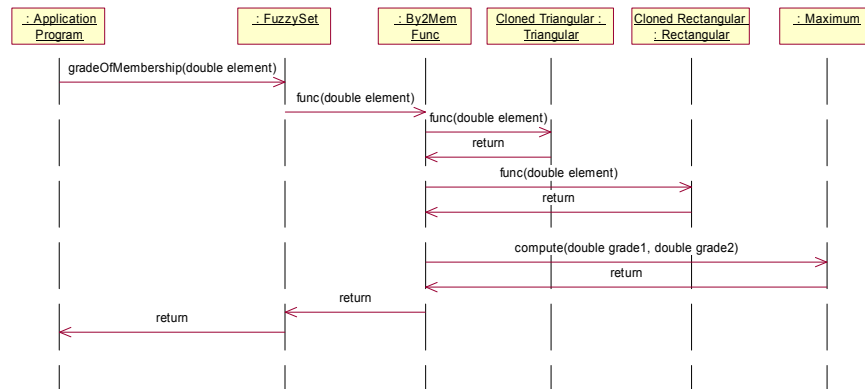 : Application
Program
: FuzzySet
: By2Mem
Func
Cloned Triangular :
Triangular
Cloned Rectangular
: Rectangular
: Maximum
gradeOfMembership(double element)
func(double element)
func(double element)
return
func(double element)
return
compute(double grade1, double grade2)
return
return
return